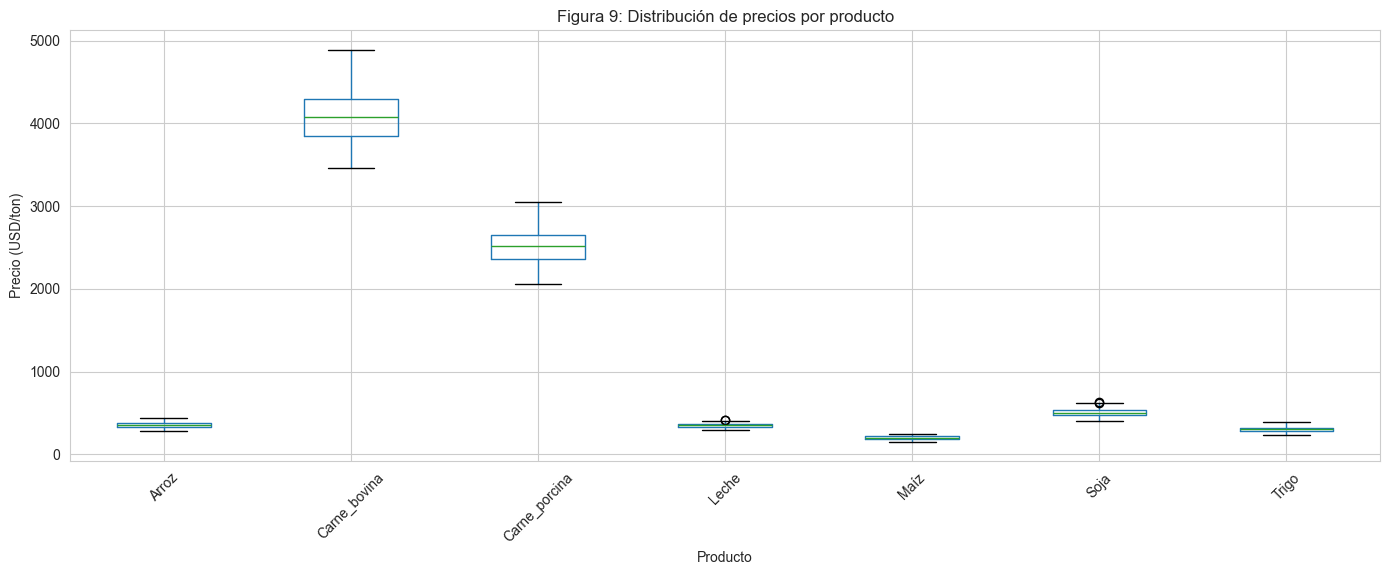 Figura 9: Distribución de precios por producto
Precio (USD/ton)
5000
4000
3000
2000
1000
0
Arroz
Carne_bovina
Carne_porcina
Leche
Maíz
Soja
Trigo
Producto